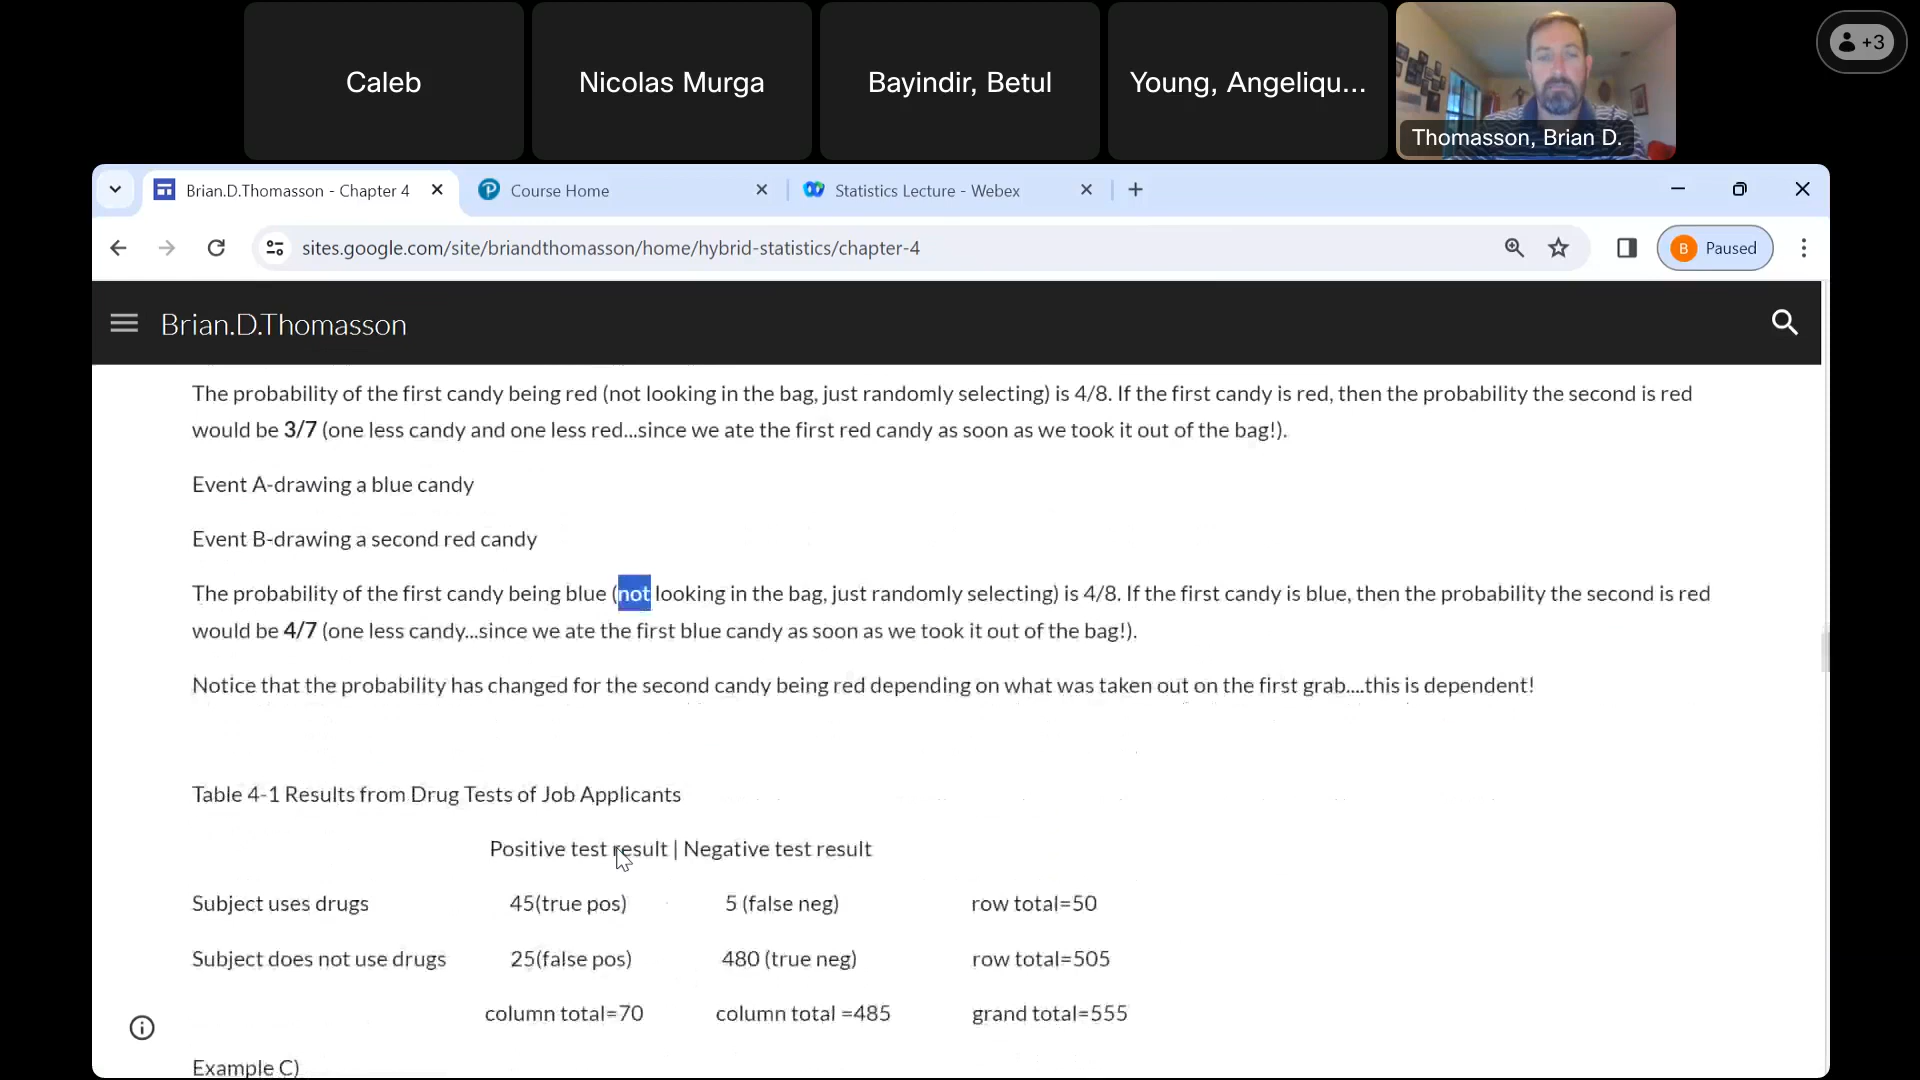 Caleb
Nicolas Murga
Bayindir, Betul
Young, Angeliqu...
Thomasson, Brian D.
+3
Brian.D.Thomasson - Chapter 4
Course Home
Statistics Lecture - Webex
sites.google.com/site/briandthomasson/home/hybrid-statistics/chapter-4
B Paused
Brian.D.Thomasson
The probability of the first candy being red (not looking in the bag, just randomly selecting) is 4/8. If the first candy is red, then the probability the second is red
would be 3/7 (one less candy and one less red...since we ate the first red candy as soon as we took it out of the bag!).
Event A-drawing a blue candy
Event B-drawing a second red candy
The probability of the first candy being blue (not looking in the bag, just randomly selecting) is 4/8. If the first candy is blue, then the probability the second is red
would be 4/7 (one less candy...since we ate the first blue candy as soon as we took it out of the bag!).
Notice that the probability has changed for the second candy being red depending on what was taken out on the first grab....this is dependent!
Table 4-1 Results from Drug Tests of Job Applicants
Positive test result | Negative test result
Subject uses drugs 45(true pos) 5 (false neg) row total=50
Subject does not use drugs 25(false pos) 480 (true neg) row total=505
column total=70 column total =485 grand total=555
Example C)